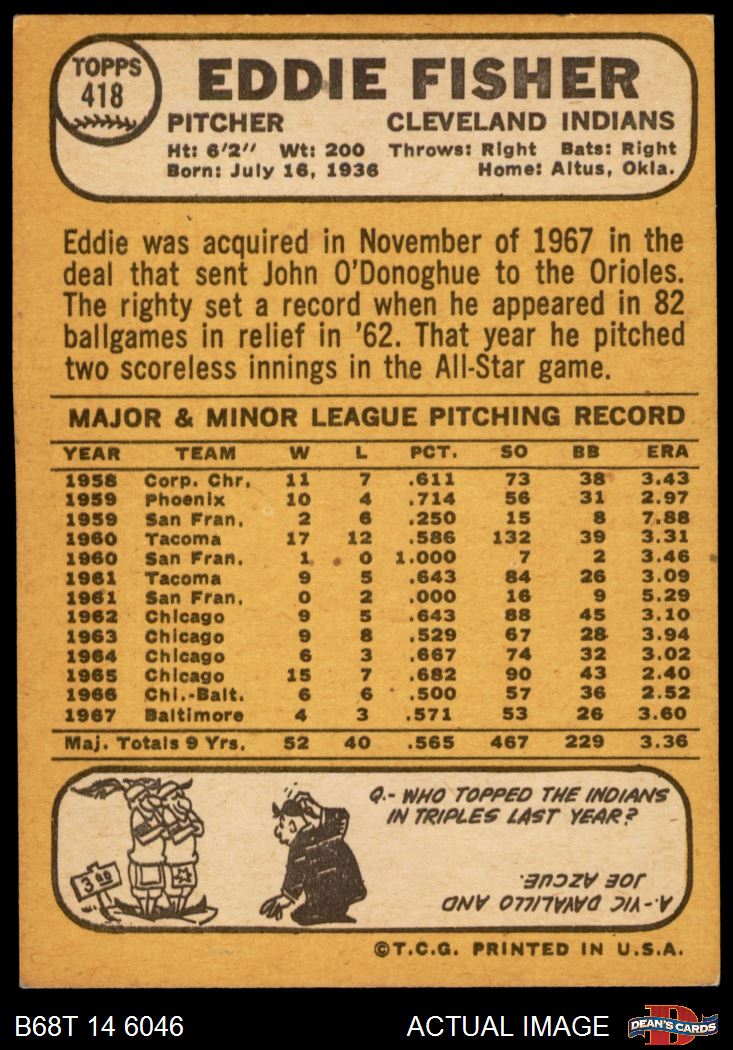 TOPPS
418
EDDIE FISHER
PITCHER CLEVELAND INDIANS
Ht: 6'2" Wt: 200 Throws: Right Bats: Right
Born: July 16, 1936 Home: Altus, Okla.
Eddie was acquired in November of 1967 in the
deal that sent John O'Donoghue to the Orioles.
The righty set a record when he appeared in 82
ballgames in relief in '62. That year he pitched
two scoreless innings in the All-Star game.
MAJOR & MINOR LEAGUE PITCHING RECORD
YEAR TEAM W L PCT. SO BB ERA
1958 Corp. Chr. 11 7 .611 73 38 3.43
1959 Phoenix 10 4 .714 56 31 2.97
1959 San Fran. 2 6 .250 15 8 7.88
1960 Tacoma 17 12 .586 132 39 3.31
1960 San Fran. 1 0 1.000 7 2 3.46
1961 Tacoma 9 5 .643 84 26 3.09
1961 San Fran. 0 2 .000 16 9 5.29
1962 Chicago 9 5 .643 88 45 3.10
1963 Chicago 9 8 .529 67 28 3.94
1964 Chicago 6 3 .667 74 32 3.02
1965 Chicago 15 7 .682 90 43 2.40
1966 Chi.-Balt. 6 6 .500 57 36 2.52
1967 Baltimore 4 3 .571 53 26 3.60
Maj. Totals 9 Yrs. 52 40 .565 467 229 3.36
3 00
Q.- WHO TOPPED THE INDIANS
IN TRIPLES LAST YEAR?
A.- VIC DAVALILLO AND
JOE AZCUE.
©T.C.G. PRINTED IN U.S.A.
B68T 14 6046 ACTUAL IMAGE
D
DEAN'S CARDS